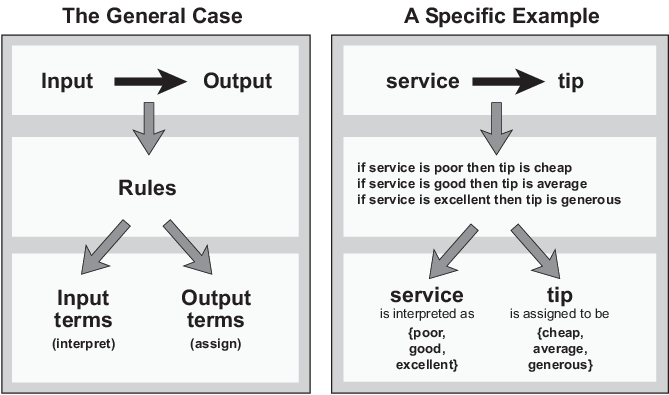 The General Case
Input Output
Rules
Input
terms
(interpret)
Output
terms
(assign)
A Specific Example
service tip
if service is poor then tip is cheap
if service is good then tip is average
if service is excellent then tip is generous
service
is interpreted as
{poor,
good,
excellent}
tip
is assigned to be
{cheap,
average,
generous}